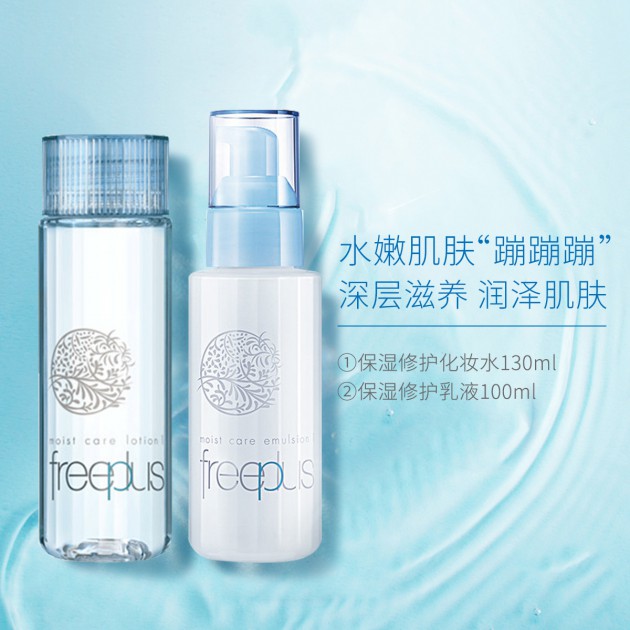 水嫩肌肤“蹦蹦蹦”
深层滋养 润泽肌肤
①保湿修护化妆水130ml
②保湿修护乳液100ml
moist care lotion I
freeplus
moist care emulsion I
freeplus